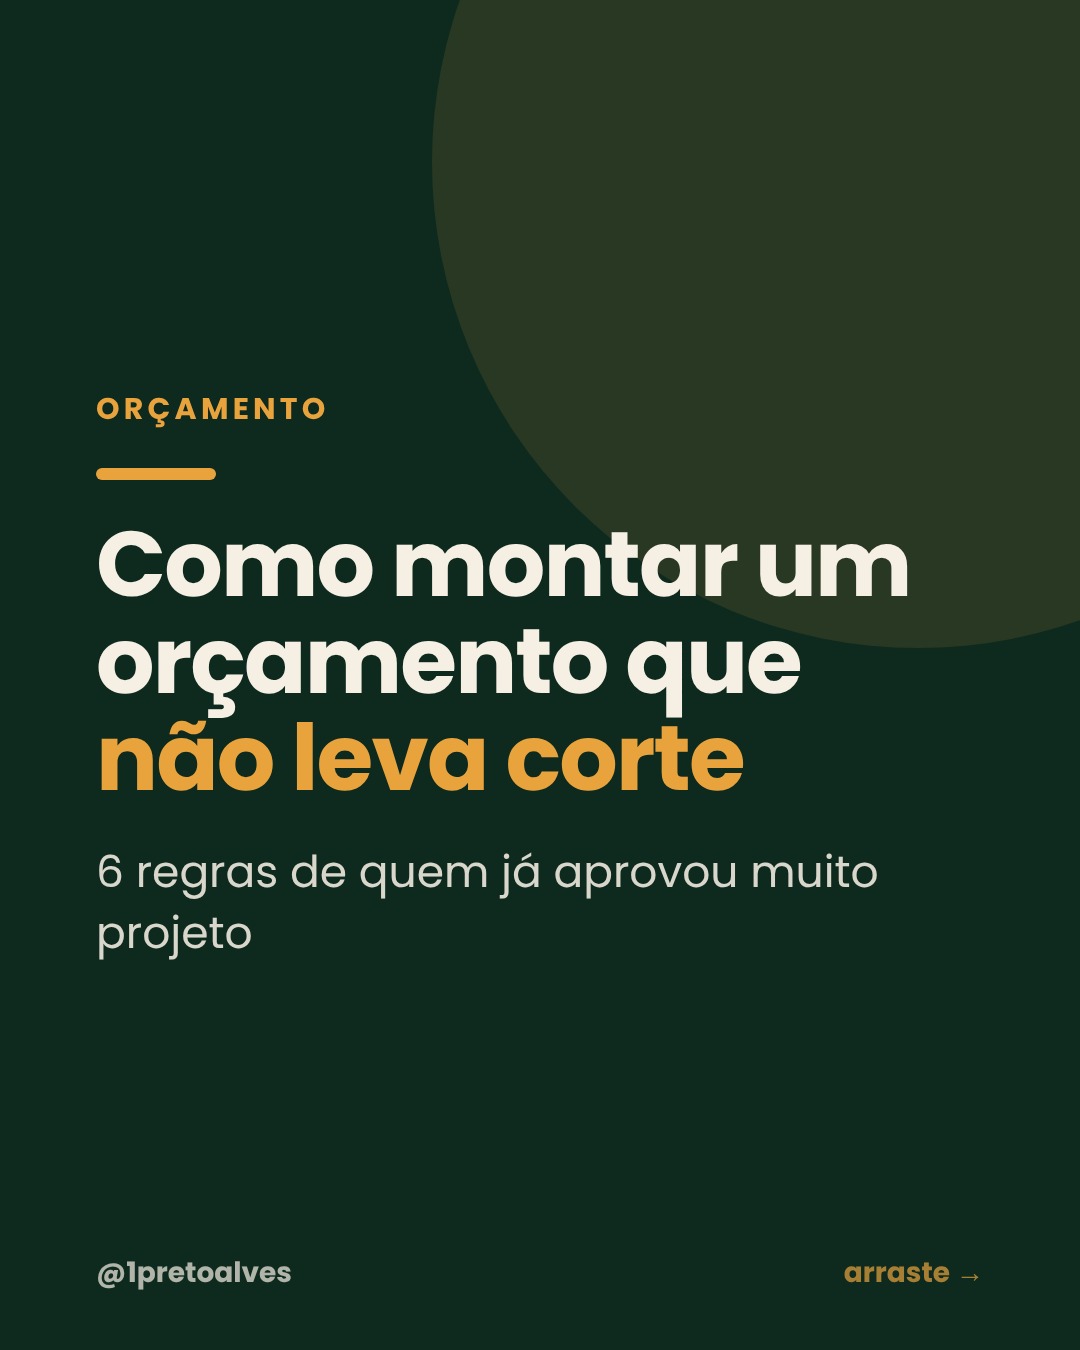 ORÇAMENTO
Como montar um
orçamento que
não leva corte
6 regras de quem já aprovou muito
projeto
@1pretoalves
arraste →